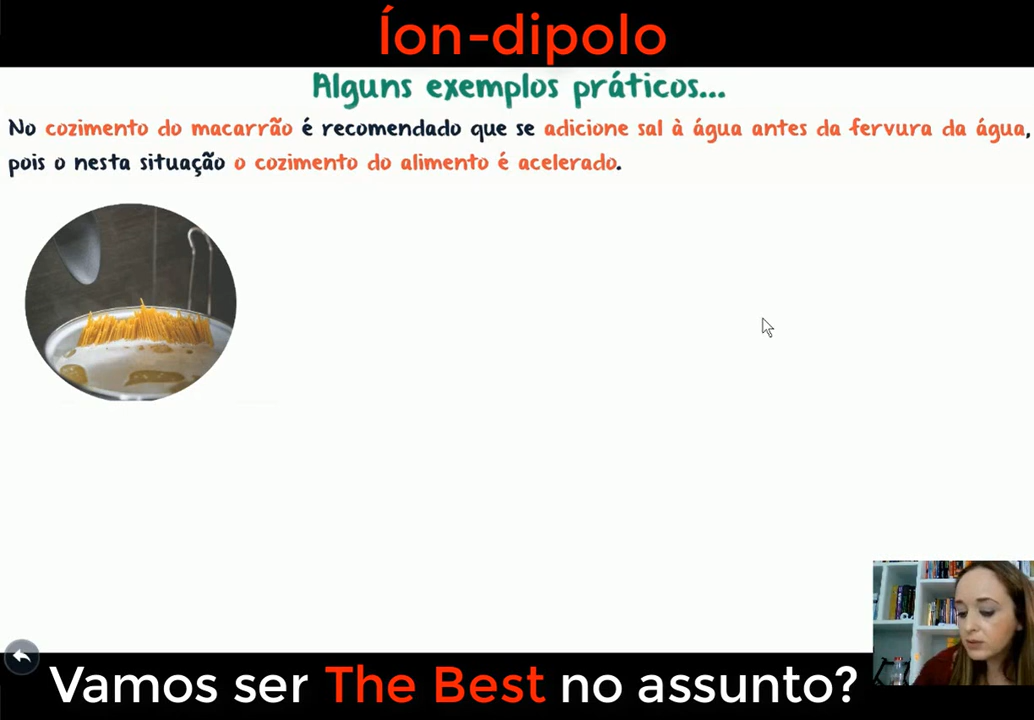 Íon-dipolo
Alguns exemplos práticos...
No cozimento do macarrão é recomendado que se adicione sal à água antes da fervura da água,
pois o nesta situação o cozimento do alimento é acelerado.
Vamos ser The Best no assunto?